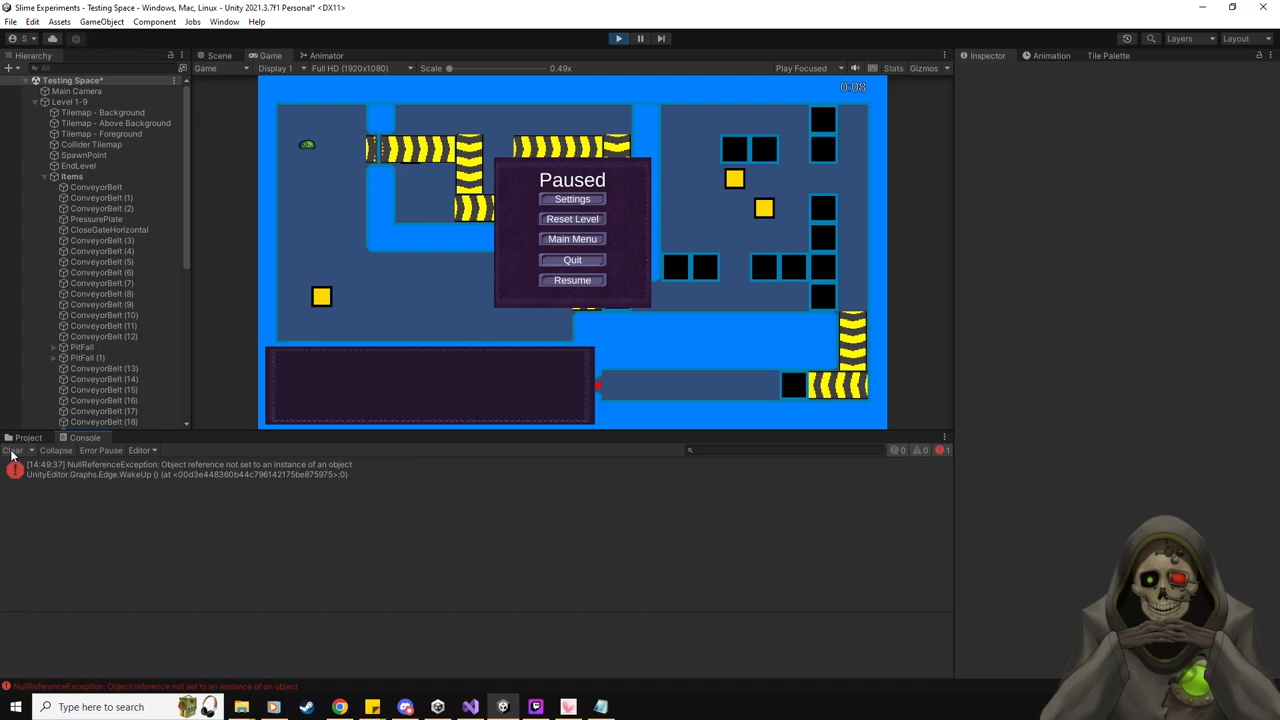 Slime Experiments - Testing Space - Windows, Mac, Linux - Unity 2021.3.7f1 Personal* <DX11>
File Edit Assets GameObject Component Jobs Window Help
S Layers Layout
Hierarchy
All
Testing Space*
Main Camera
Level 1-9
Tilemap - Background
Tilemap - Above Background
Tilemap - Foreground
Collider Tilemap
SpawnPoint
EndLevel
Items
ConveyorBelt
ConveyorBelt (1)
ConveyorBelt (2)
PressurePlate
CloseGateHorizontal
ConveyorBelt (3)
ConveyorBelt (4)
ConveyorBelt (5)
ConveyorBelt (6)
ConveyorBelt (7)
ConveyorBelt (8)
ConveyorBelt (9)
ConveyorBelt (10)
ConveyorBelt (11)
ConveyorBelt (12)
PitFall
PitFall (1)
ConveyorBelt (13)
ConveyorBelt (14)
ConveyorBelt (15)
ConveyorBelt (16)
ConveyorBelt (17)
ConveyorBelt (18)
Scene Game Animator
Game Display 1 Full HD (1920x1080) Scale 0.49x Play Focused Stats Gizmos
0:08
Paused
Settings
Reset Level
Main Menu
Quit
Resume
Inspector Animation Tile Palette
Project Console
Clear Collapse Error Pause Editor 0 0 1
[14:49:37] NullReferenceException: Object reference not set to an instance of an object
UnityEditor.Graphs.Edge.WakeUp () (at <00d3e448360b44c796142175be875975>:0)
NullReferenceException: Object reference not set to an instance of an object
Type here to search